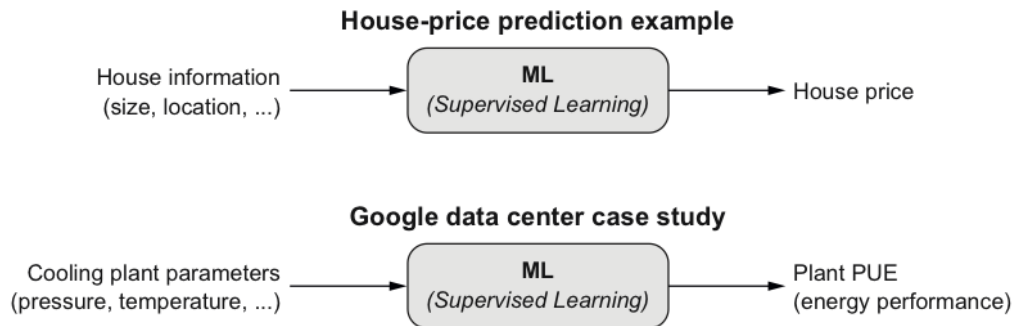 House-price prediction example
House information
(size, location, ...)
ML
(Supervised Learning)
House price
Google data center case study
Cooling plant parameters
(pressure, temperature, ...)
ML
(Supervised Learning)
Plant PUE
(energy performance)